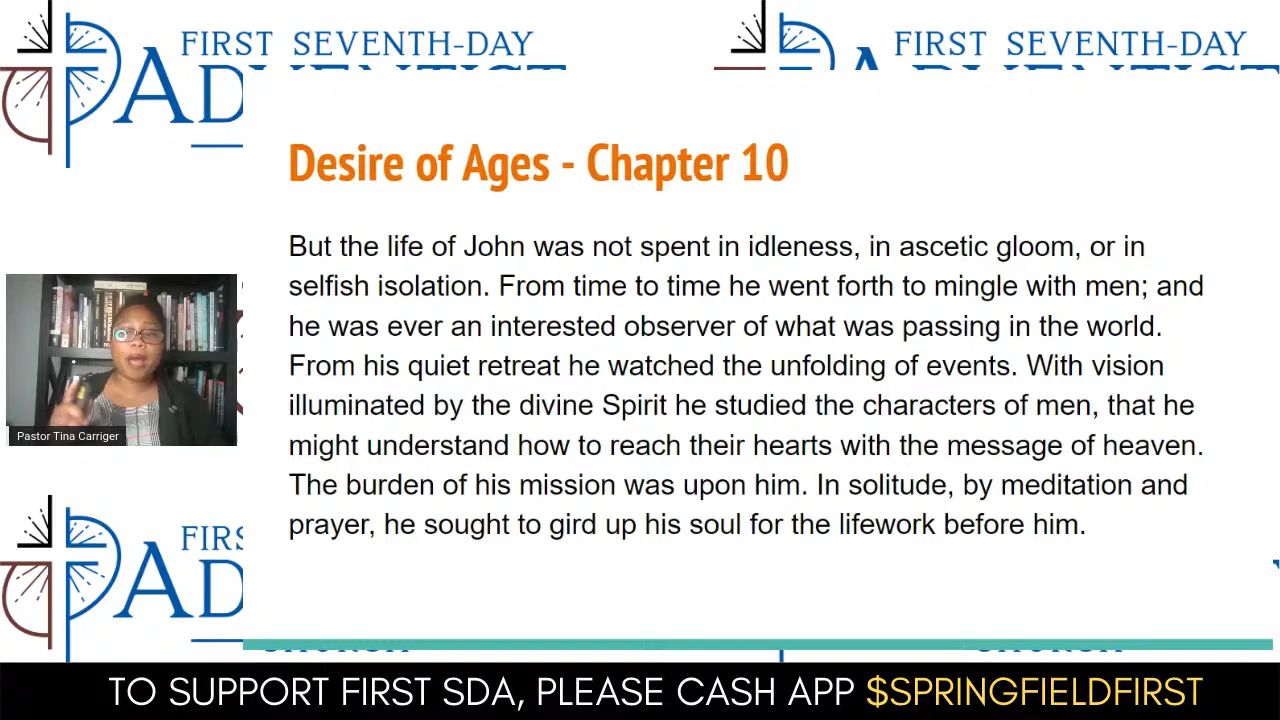 FIRST SEVENTH-DAY
FIRST SEVENTH-DAY
ADVENTIST
ADVENTIST
Desire of Ages - Chapter 10
But the life of John was not spent in idleness, in ascetic gloom, or in
selfish isolation. From time to time he went forth to mingle with men; and
he was ever an interested observer of what was passing in the world.
From his quiet retreat he watched the unfolding of events. With vision
illuminated by the divine Spirit he studied the characters of men, that he
might understand how to reach their hearts with the message of heaven.
The burden of his mission was upon him. In solitude, by meditation and
prayer, he sought to gird up his soul for the lifework before him.
Pastor Tina Carriger
FIRS
AD
TO SUPPORT FIRST SDA, PLEASE CASH APP $SPRINGFIELDFIRST